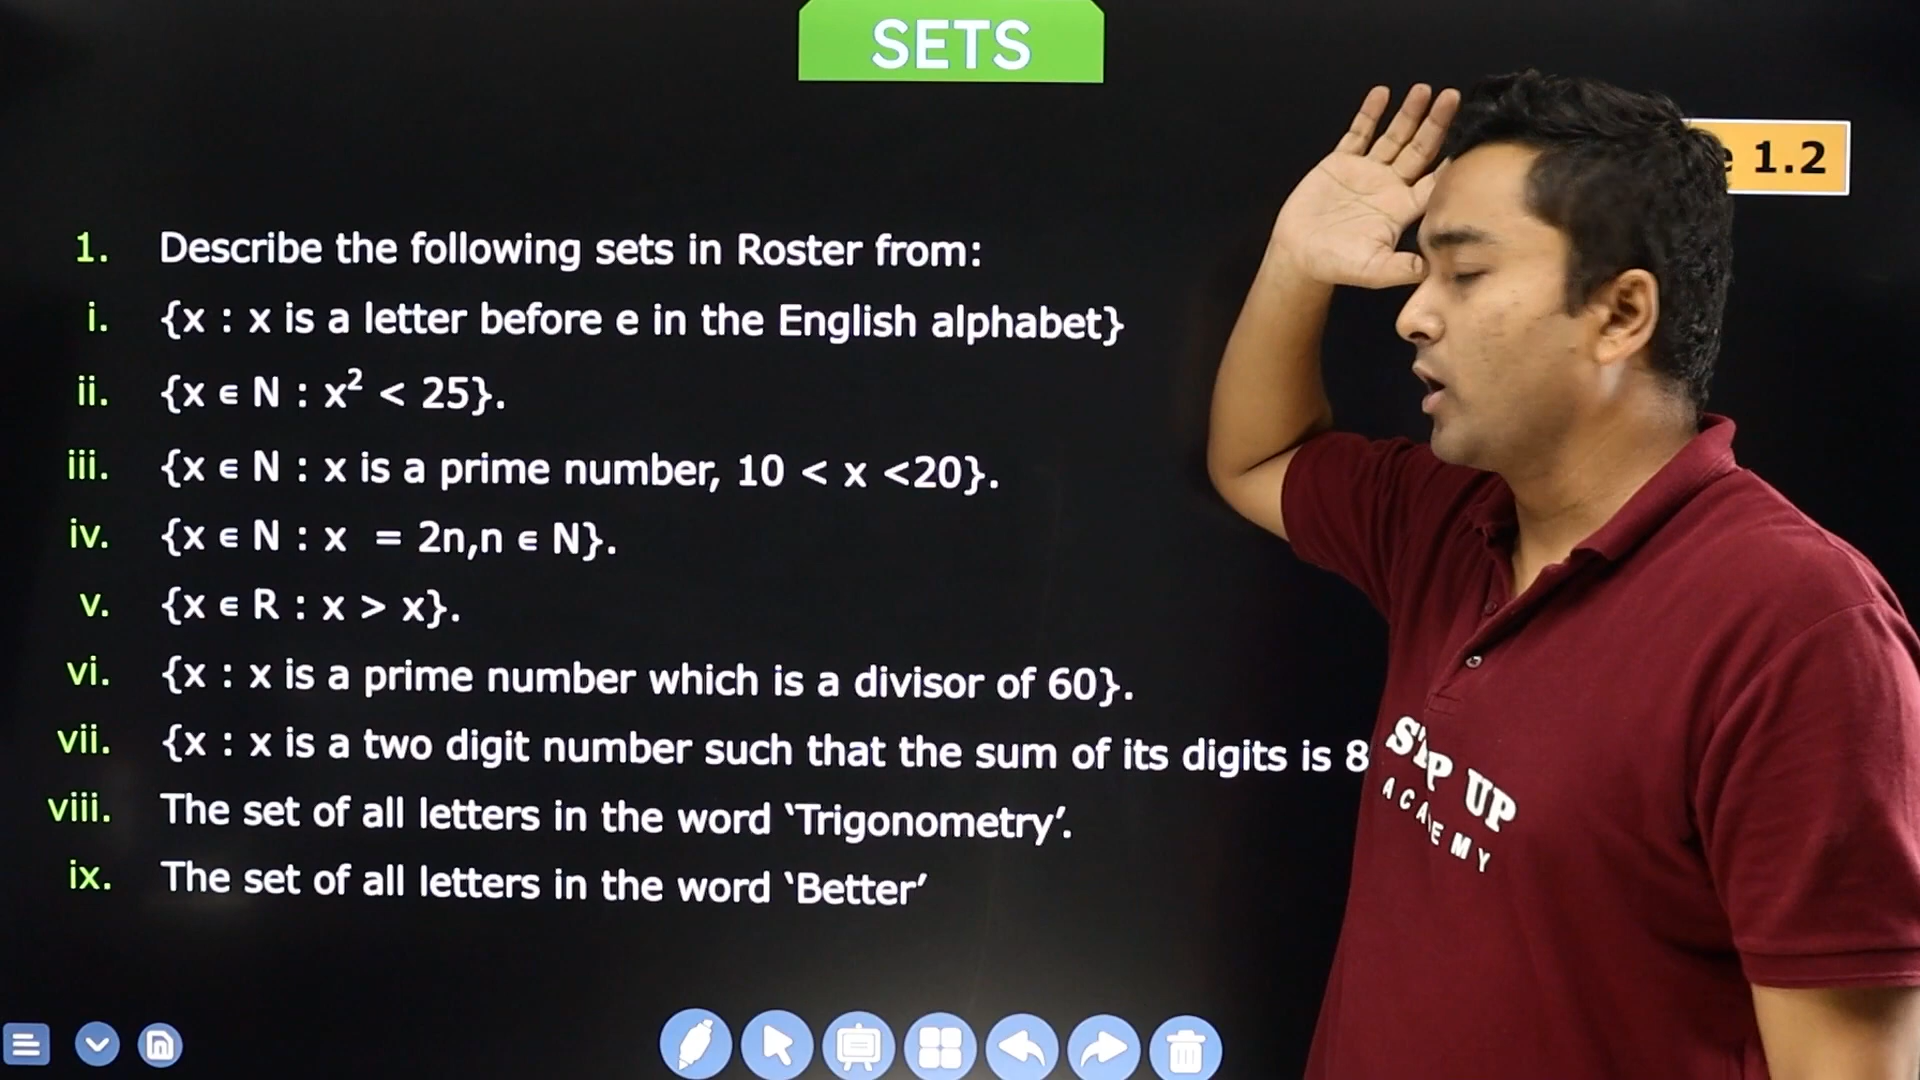 SETS
1.2
1. Describe the following sets in Roster from:
i. {x : x is a letter before e in the English alphabet}
ii. {x ∊ N : x² < 25}.
iii. {x ∊ N : x is a prime number, 10 < x <20}.
iv. {x ∊ N : x = 2n,n ∊ N}.
v. {x ∊ R : x > x}.
vi. {x : x is a prime number which is a divisor of 60}.
vii. {x : x is a two digit number such that the sum of its digits is 8
viii. The set of all letters in the word ‘Trigonometry’.
ix. The set of all letters in the word ‘Better’
STEP UP
ACADEMY